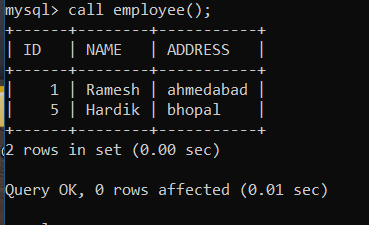 mysql> call employee();
+------+--------+-----------+
| ID | NAME | ADDRESS |
+------+--------+-----------+
| 1 | Ramesh | ahmedabad |
| 5 | Hardik | bhopal |
+------+--------+-----------+
2 rows in set (0.00 sec)
Query OK, 0 rows affected (0.01 sec)